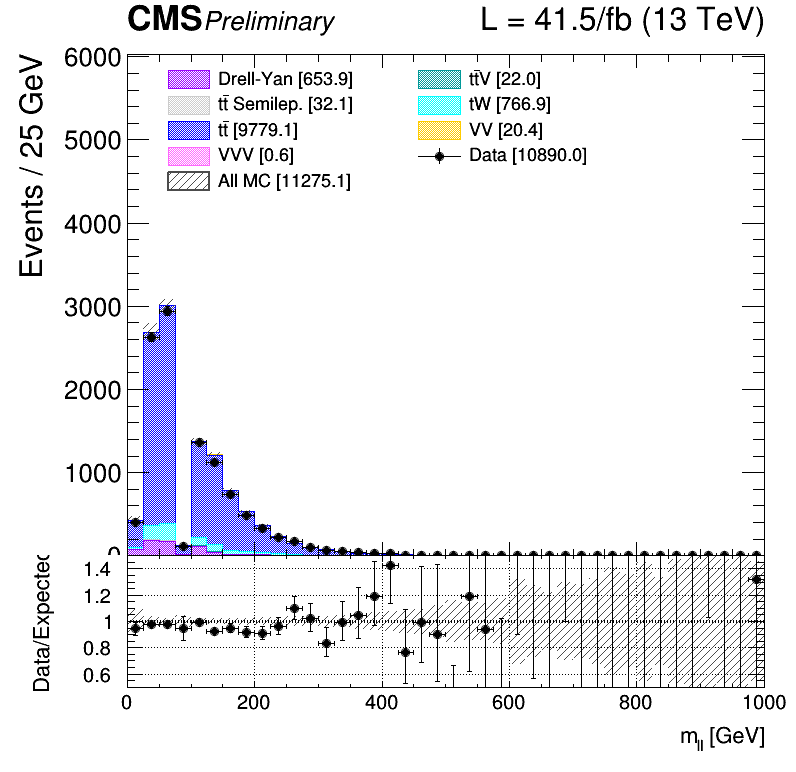 CMS Preliminary L = 41.5/fb (13 TeV)
Events / 25 GeV
6000
5000
4000
3000
2000
1000
0
Drell-Yan [653.9]
tt̄ Semilep. [32.1]
tt̄ [9779.1]
VVV [0.6]
All MC [11275.1]
tt̄V [22.0]
tW [766.9]
VV [20.4]
Data [10890.0]
Data/Expected
1.4
1.2
1
0.8
0.6
0 200 400 600 800 1000
m_ll [GeV]